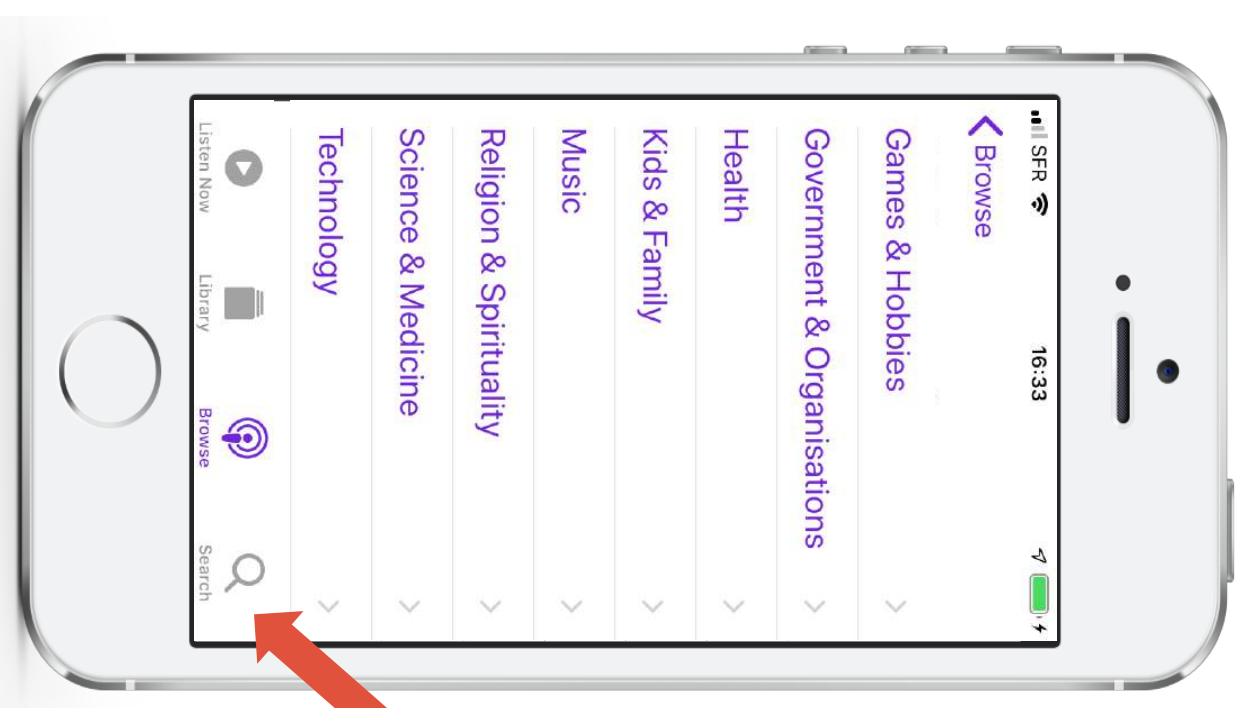 SFR 16:33
Browse
Games & Hobbies
Government & Organisations
Health
Kids & Family
Music
Religion & Spirituality
Science & Medicine
Technology
Listen Now Library Browse Search